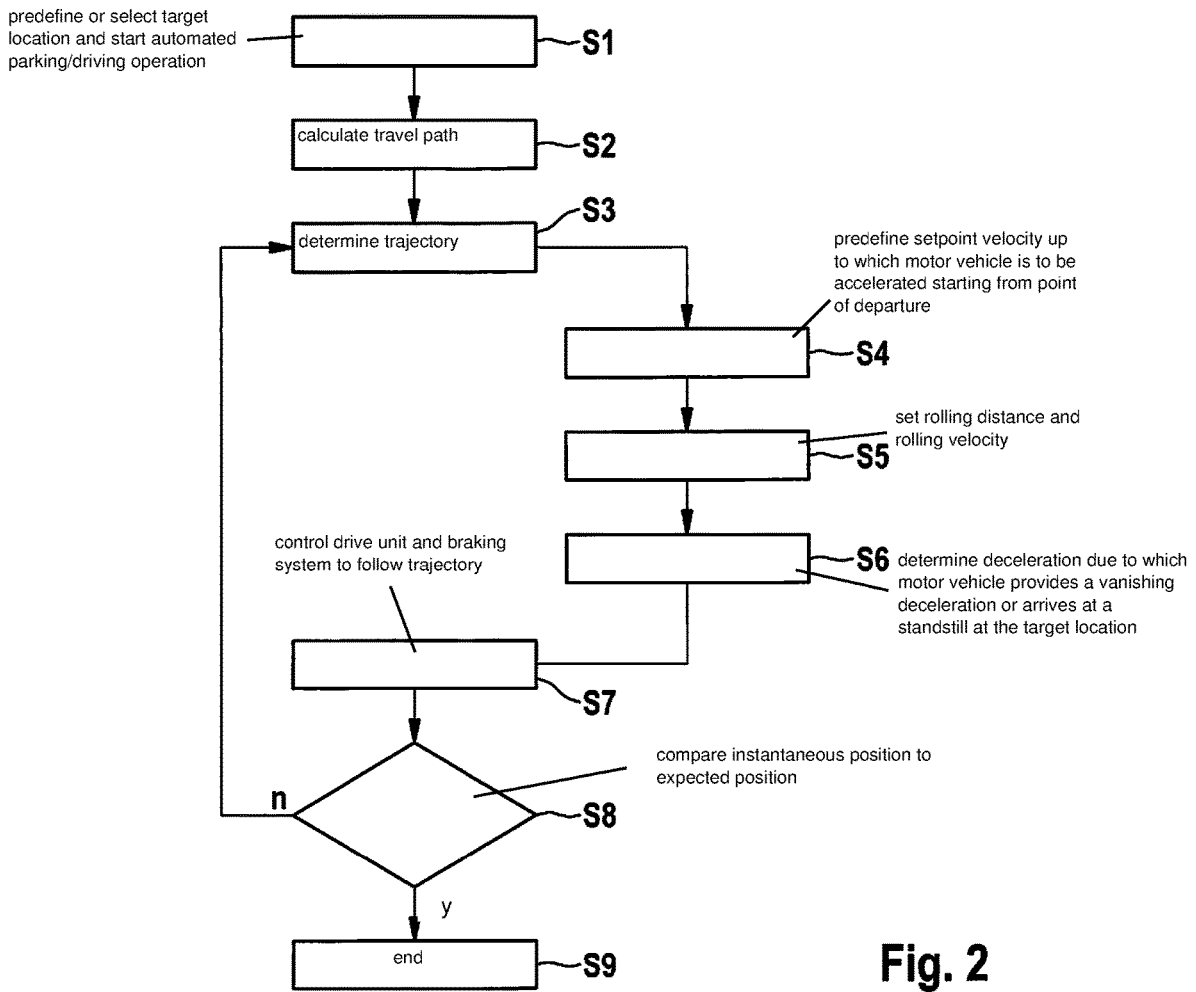 predefine or select target
location and start automated
parking/driving operation
S1
calculate travel path
S2
S3
determine trajectory
predefine setpoint velocity up
to which motor vehicle is to be
accelerated starting from point
of departure
S4
set rolling distance and
rolling velocity
S5
control drive unit and braking
system to follow trajectory
S6
determine deceleration due to which
motor vehicle provides a vanishing
deceleration or arrives at a
standstill at the target location
S7
compare instantaneous position to
expected position
n
S8
y
end
S9
Fig. 2